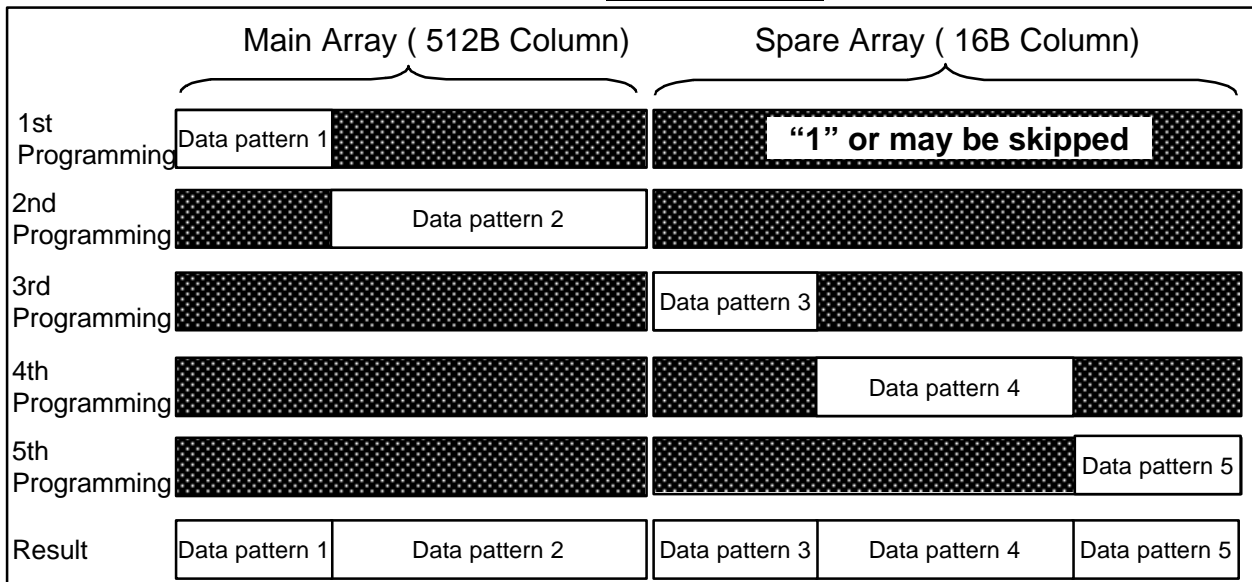 Main Array ( 512B Column) Spare Array ( 16B Column)
1st
Programming
Data pattern 1
“1” or may be skipped
2nd
Programming
Data pattern 2
3rd
Programming
Data pattern 3
4th
Programming
Data pattern 4
5th
Programming
Data pattern 5
Result Data pattern 1 Data pattern 2 Data pattern 3 Data pattern 4 Data pattern 5